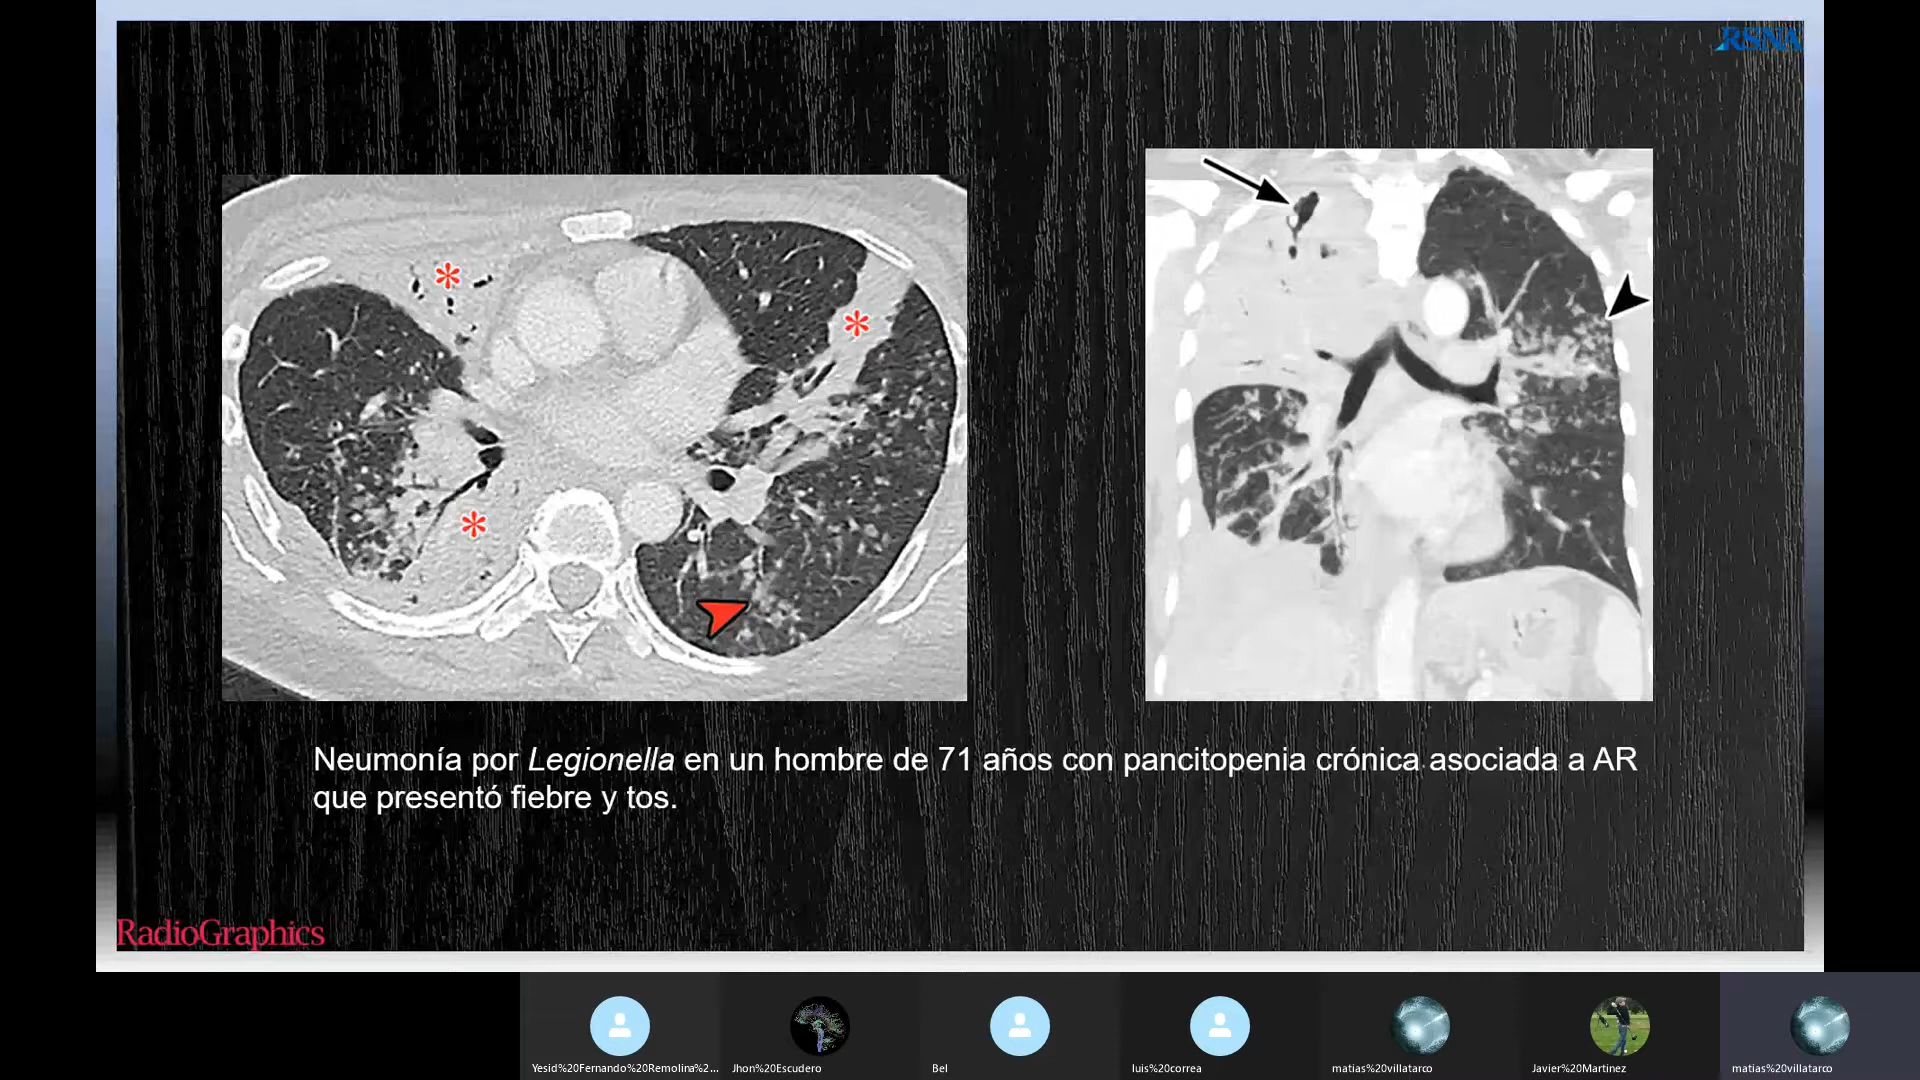 RSNA
Neumonía por Legionella en un hombre de 71 años con pancitopenia crónica asociada a AR
que presentó fiebre y tos.
RadioGraphics
Yesid%20Fernando%20Remolina%2...
Jhon%20Escudero
Bel
luis%20correa
matias%20villatarco
Javier%20Martinez
matias%20villatarco